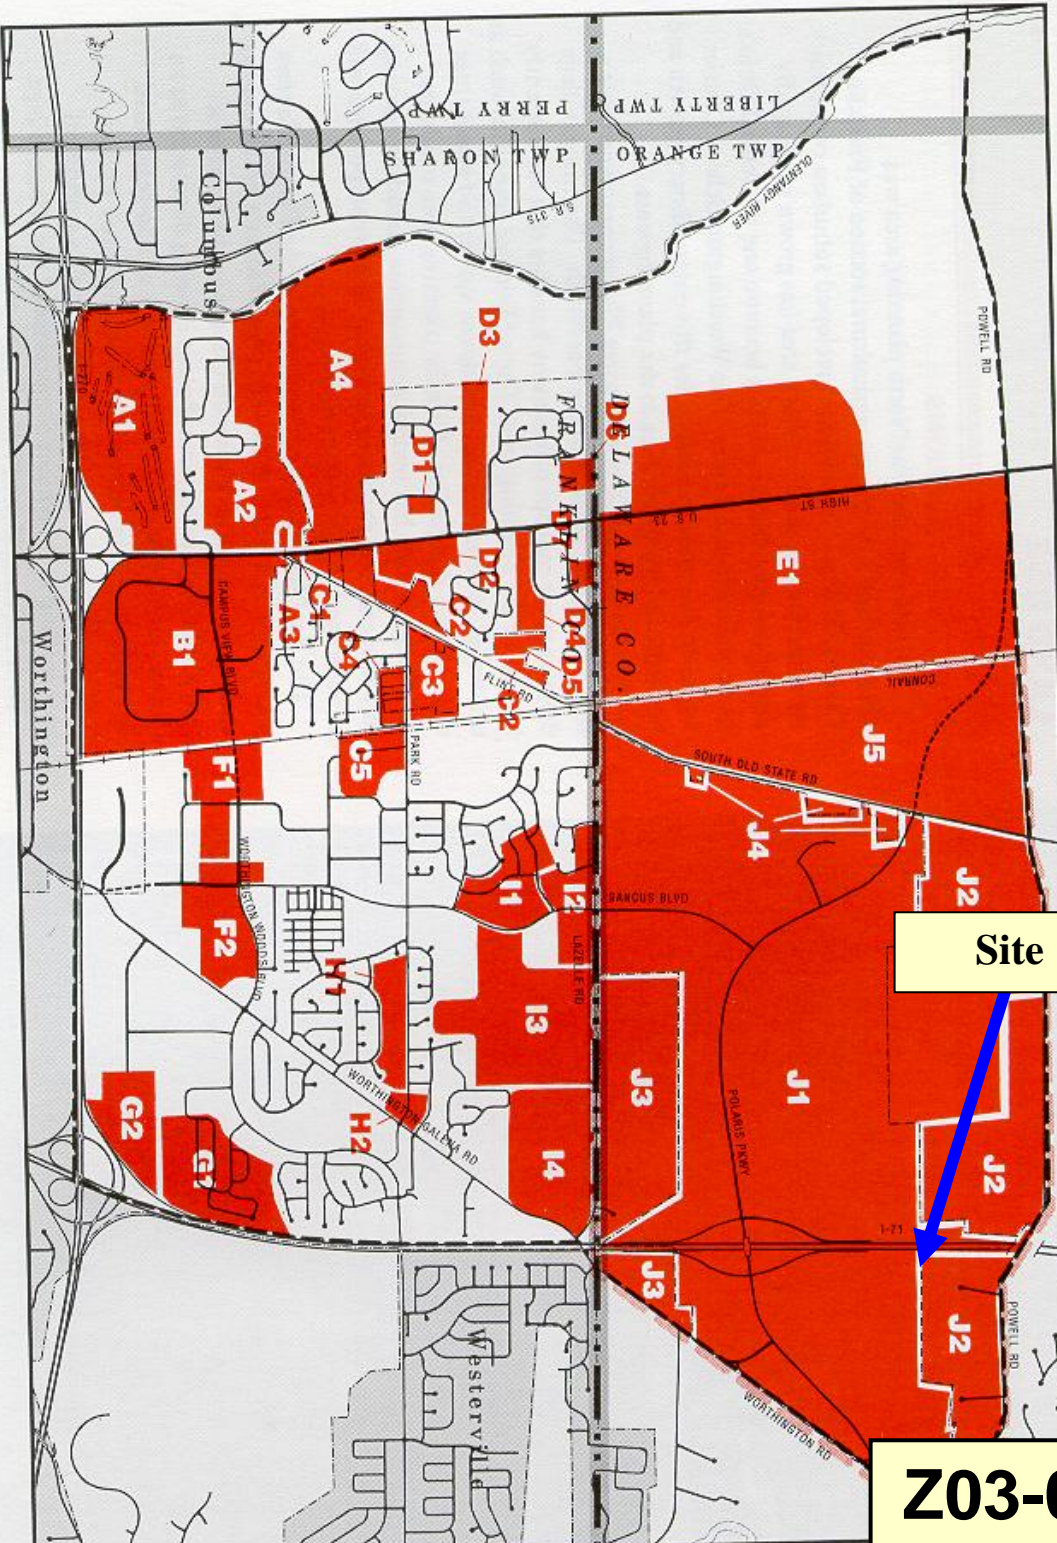 PERRY TWP
LIBERTY TWP
SHARON TWP
ORANGE TWP
OLENTANGY RIVER
S.R. 315
Columbus
POWELL RD
D3
A4
I-270
A1
D1
D6
A2
DELAWARE CO.
FRANKLIN CO.
U.S. 23
HIGH ST
E1
D2
C1
A3
C2
D4
D5
CAMPUS VIEW BLVD
B1
C4
C3
FLINT RD
C2
CONRAIL
Worthington
F1
C5
PARK RD
SOUTH OLD STATE RD
J5
J4
WORTHINGTON WOODS BLVD
I1
I2
SANCUS BLVD
J2
F2
LAZELLE RD
Site
H1
I3
J3
J1
WORTHINGTON GALENA RD
POLARIS PKWY
G2
H2
G1
I4
J2
I-71
J3
J2
POWELL RD
Westerville
WORTHINGTON RD